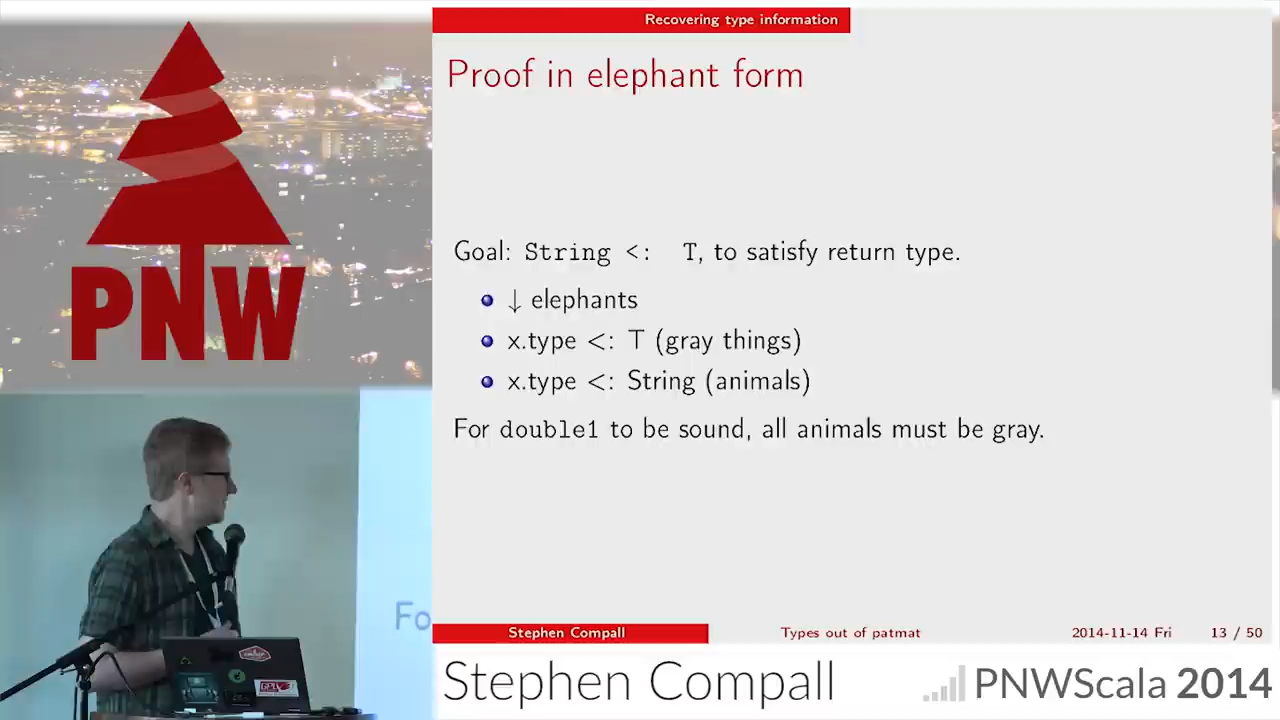 Recovering type information
Proof in elephant form
Goal: String <: T, to satisfy return type.
↓ elephants
x.type <: T (gray things)
x.type <: String (animals)
For double1 to be sound, all animals must be gray.
Stephen Compall
Types out of patmat
2014-11-14 Fri
13 / 50
PNW
Fo
GPL
Stephen Compall
PNWScala 2014